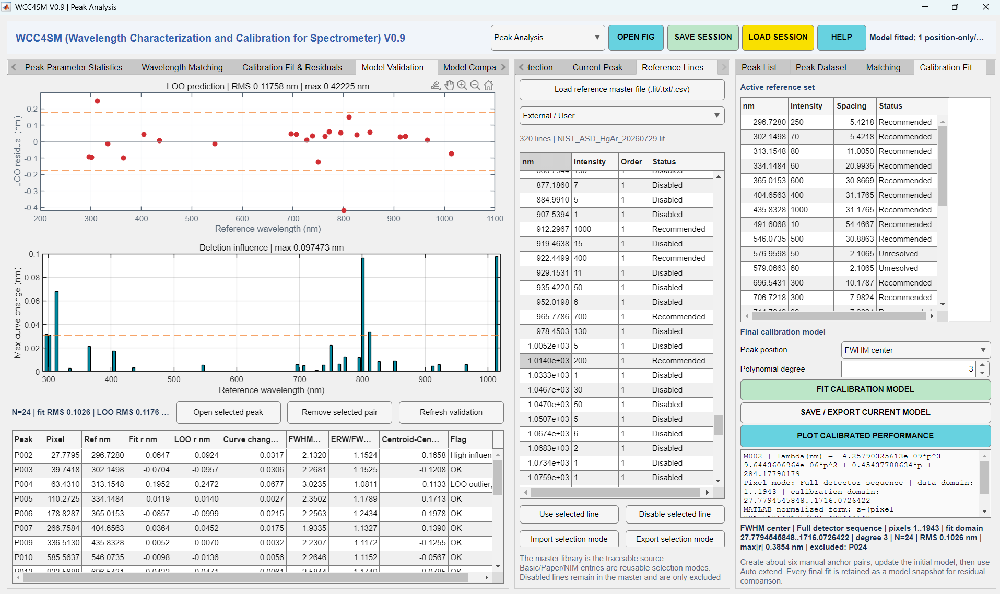 WCC4SM V0.9 | Peak Analysis
WCC4SM (Wavelength Characterization and Calibration for Spectrometer) V0.9
Peak Analysis
OPEN FIG
SAVE SESSION
LOAD SESSION
HELP
Model fitted; 1 position-only/...
Peak Parameter Statistics
Wavelength Matching
Calibration Fit & Residuals
Model Validation
Model Compa
LOO prediction | RMS 0.11758 nm | max 0.42225 nm
LOO residual (nm)
0.2
0.1
0
-0.1
-0.2
-0.3
-0.4
200 300 400 500 600 700 800 900 1000 1100
Reference wavelength (nm)
Deletion influence | max 0.097473 nm
Max curve change (nm)
0.1
0.08
0.06
0.04
0.02
0
300 400 500 600 700 800 900 1000
Reference wavelength (nm)
N=24 | fit RMS 0.1026 | LOO RMS 0.1176 ...
Open selected peak
Remove selected pair
Refresh validation
Peak Pixel Ref nm Fit r nm LOO r nm Curve chang... FWHM... ERW/FW... Centroid-Cen... Flag
P002 27.7795 296.7280 -0.0647 -0.0924 0.0317 2.1320 1.1524 -0.1658 High influen
P003 39.7418 302.1498 -0.0704 -0.0957 0.0306 2.2681 1.1525 -0.1208 OK
P004 63.4310 313.1548 0.1952 0.2472 0.0677 3.0235 1.0811 -0.1133 LOO outlier;
P005 110.2725 334.1484 -0.0119 -0.0140 0.0027 2.3502 1.1789 -0.1713 OK
P006 178.8287 365.0153 -0.0857 -0.0999 0.0215 2.2563 1.2434 0.1978 OK
P007 266.7584 404.6563 0.0364 0.0452 0.0175 1.9335 1.1327 -0.1390 OK
P009 336.5130 435.8328 0.0052 0.0070 0.0032 2.2307 1.1172 -0.1255 OK
P010 585.5637 546.0735 -0.0098 -0.0136 0.0056 2.2646 1.1152 -0.0567 OK
P013 933.5688 696.5431 0.0422 0.0471 0.0061 2.5844 1.1749 -0.0785 OK
tection
Current Peak
Reference Lines
Load reference master file (.lit/.txt/.csv)
External / User
320 lines | NIST_ASD_HgAr_20260729.lit
nm Intensity Order Status
866.7944 130 1 Disabled
877.1860 7 1 Disabled
884.9910 5 1 Disabled
907.5394 1 1 Disabled
912.2967 1000 1 Recommended
919.4638 15 1 Disabled
922.4499 400 1 Recommended
929.1531 11 1 Disabled
935.4220 50 1 Disabled
952.0198 6 1 Disabled
965.7786 700 1 Recommended
978.4503 130 1 Disabled
1.0052e+03 5 1 Disabled
1.0140e+03 200 1 Recommended
1.0333e+03 1 1 Disabled
1.0467e+03 30 1 Disabled
1.0470e+03 50 1 Disabled
1.0507e+03 5 1 Disabled
1.0674e+03 6 1 Disabled
1.0683e+03 2 1 Disabled
1.0734e+03 1 1 Disabled
1.0759e+03 1 1 Disabled
Use selected line
Disable selected line
Import selection mode
Export selection mode
The master library is the traceable source.
Basic/Paper/NIM entries are reusable selection modes.
Disabled lines remain in the master and are only excluded
Peak List
Peak Dataset
Matching
Calibration Fit
Active reference set
nm Intensity Spacing Status
296.7280 250 5.4218 Recommended
302.1498 70 5.4218 Recommended
313.1548 80 11.0050 Recommended
334.1484 60 20.9936 Recommended
365.0153 600 30.8669 Recommended
404.6563 400 31.1765 Recommended
435.8328 1000 31.1765 Recommended
491.6068 10 54.4667 Recommended
546.0735 500 30.8863 Recommended
576.9598 50 2.1065 Unresolved
579.0663 60 2.1065 Unresolved
696.5431 300 10.1787 Recommended
706.7218 300 7.9824 Recommended
Final calibration model
Peak position
FWHM center
Polynomial degree
3
FIT CALIBRATION MODEL
SAVE / EXPORT CURRENT MODEL
PLOT CALIBRATED PERFORMANCE
M002 | lambda(nm) = -4.25790325613e-09*p^3 -
9.6443606964e-06*p^2 + 0.45437788634*p +
284.17790179
Pixel mode: Full detector sequence | data domain:
1..1943 | calibration domain:
27.7794545848..1716.0726422
MATLAB normalized form: z=(pixel-
FWHM center | Full detector sequence | pixels 1..1943 | fit domain
27.7794545848..1716.0726422 | degree 3 | N=24 | RMS 0.1026 nm |
max|r| 0.3854 nm | excluded: P024
Create about six manual anchor pairs, update the initial model, then use
Auto extend. Every final fit is retained as a model snapshot for residual
comparison.